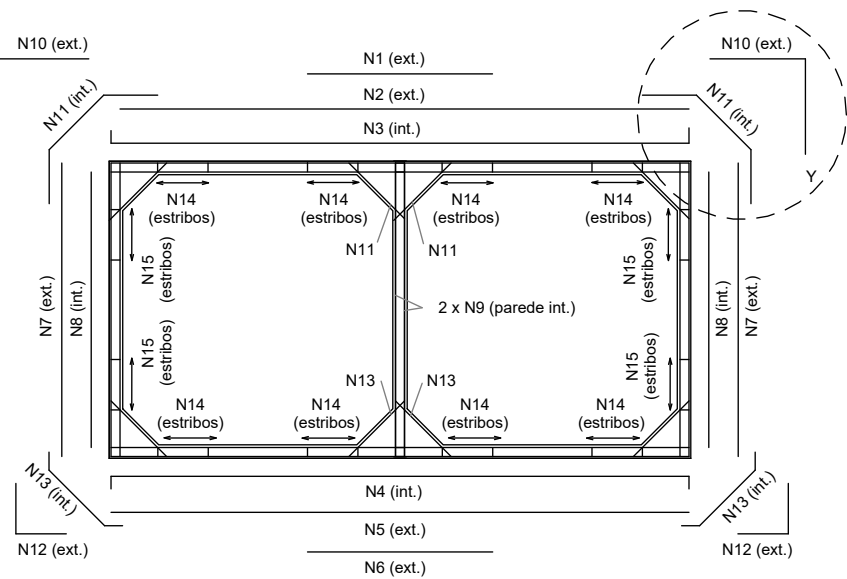 N10 (ext.)
N1 (ext.)
N10 (ext.)
N2 (ext.)
N11 (int.)
N11 (int.)
N3 (int.)
Y
N14
(estribos)
N14
(estribos)
N14
(estribos)
N14
(estribos)
N11
N11
N15
(estribos)
N15
(estribos)
N7 (ext.)
N8 (int.)
2 x N9 (parede int.)
N8 (int.)
N7 (ext.)
N15
(estribos)
N15
(estribos)
N13
N13
N14
(estribos)
N14
(estribos)
N14
(estribos)
N14
(estribos)
N13 (int.)
N4 (int.)
N13 (int.)
N5 (ext.)
N12 (ext.)
N12 (ext.)
N6 (ext.)